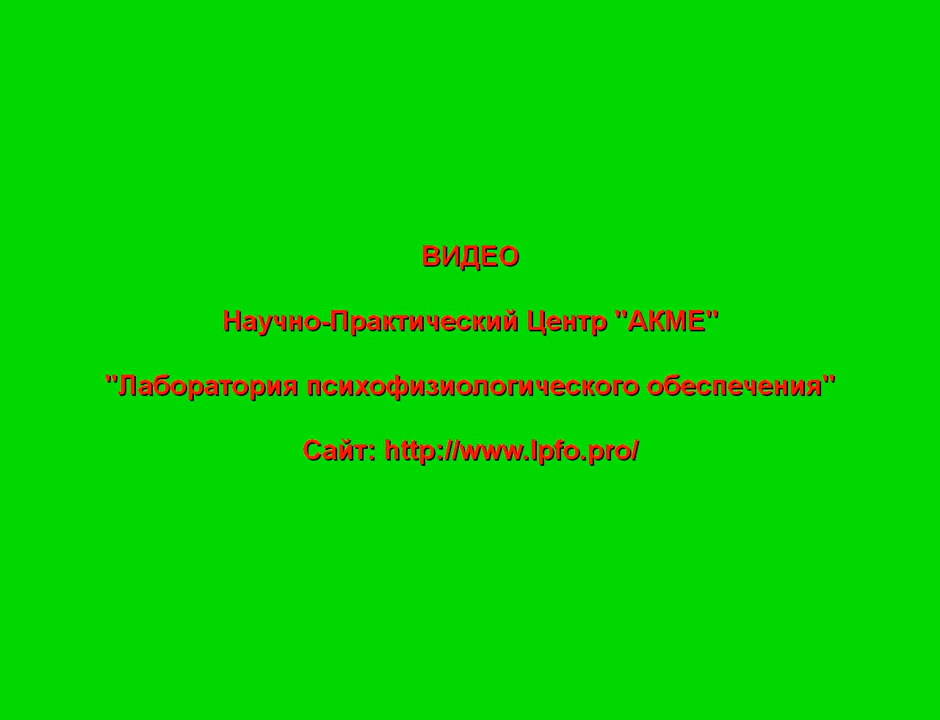 ВИДЕО
Научно-Практический Центр "АКМЕ"
"Лаборатория психофизиологического обеспечения"
Сайт: http://www.lpfo.pro/